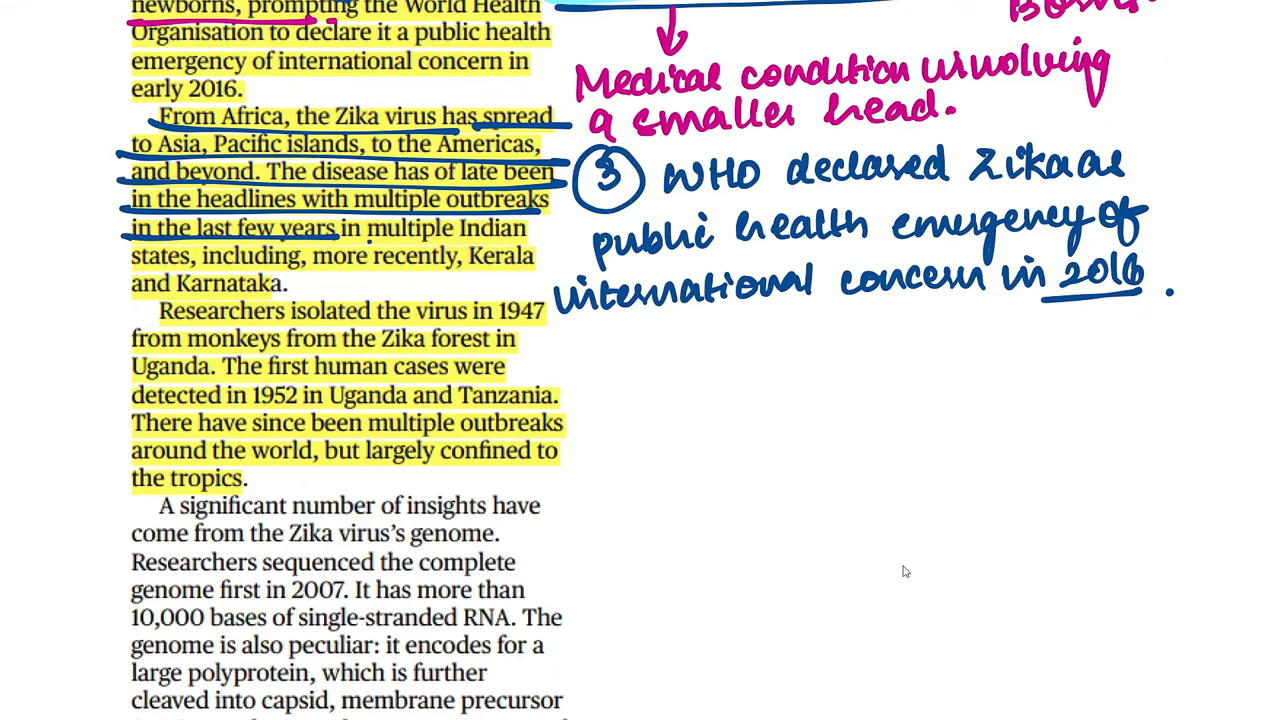 newborns, prompting the World Health
Organisation to declare it a public health
emergency of international concern in
early 2016.
From Africa, the Zika virus has spread
to Asia, Pacific islands, to the Americas,
and beyond. The disease has of late been
in the headlines with multiple outbreaks
in the last few years in multiple Indian
states, including, more recently, Kerala
and Karnataka.
Researchers isolated the virus in 1947
from monkeys from the Zika forest in
Uganda. The first human cases were
detected in 1952 in Uganda and Tanzania.
There have since been multiple outbreaks
around the world, but largely confined to
the tropics.
A significant number of insights have
come from the Zika virus’s genome.
Researchers sequenced the complete
genome first in 2007. It has more than
10,000 bases of single-stranded RNA. The
genome is also peculiar: it encodes for a
large polyprotein, which is further
cleaved into capsid, membrane precursor
Medical condition involving
a smaller head.
3 WHO declared Zika as
public health emergency of
international concern in 2016.